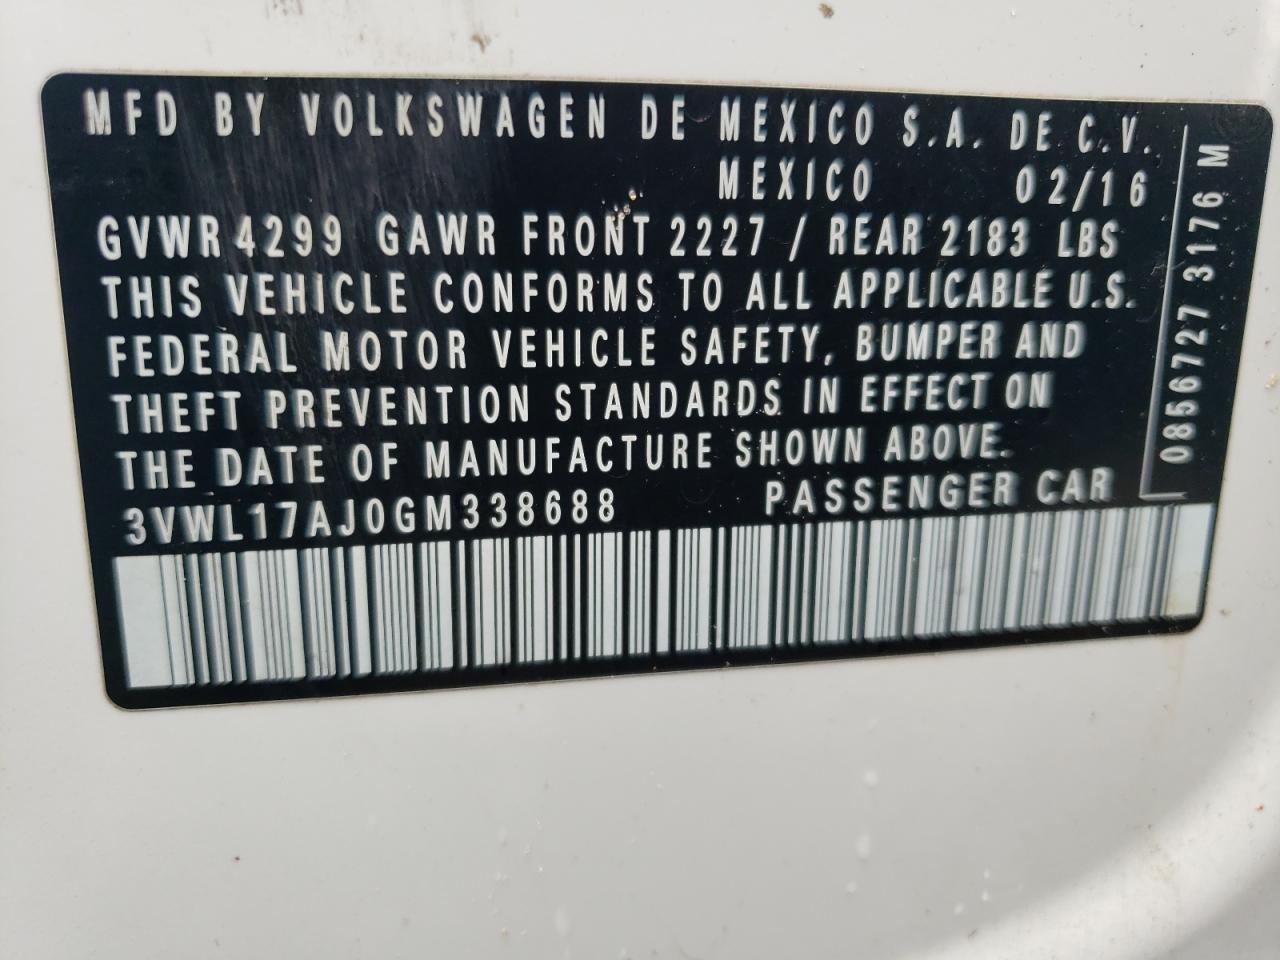 MFD BY VOLKSWAGEN DE MEXICO S.A. DE C.V.
MEXICO 02/16
GVWR 4299 GAWR FRONT 2227 / REAR 2183 LBS
THIS VEHICLE CONFORMS TO ALL APPLICABLE U.S.
FEDERAL MOTOR VEHICLE SAFETY, BUMPER AND
THEFT PREVENTION STANDARDS IN EFFECT ON
THE DATE OF MANUFACTURE SHOWN ABOVE.
3VWL17AJ0GM338688 PASSENGER CAR
0856727 3176 M